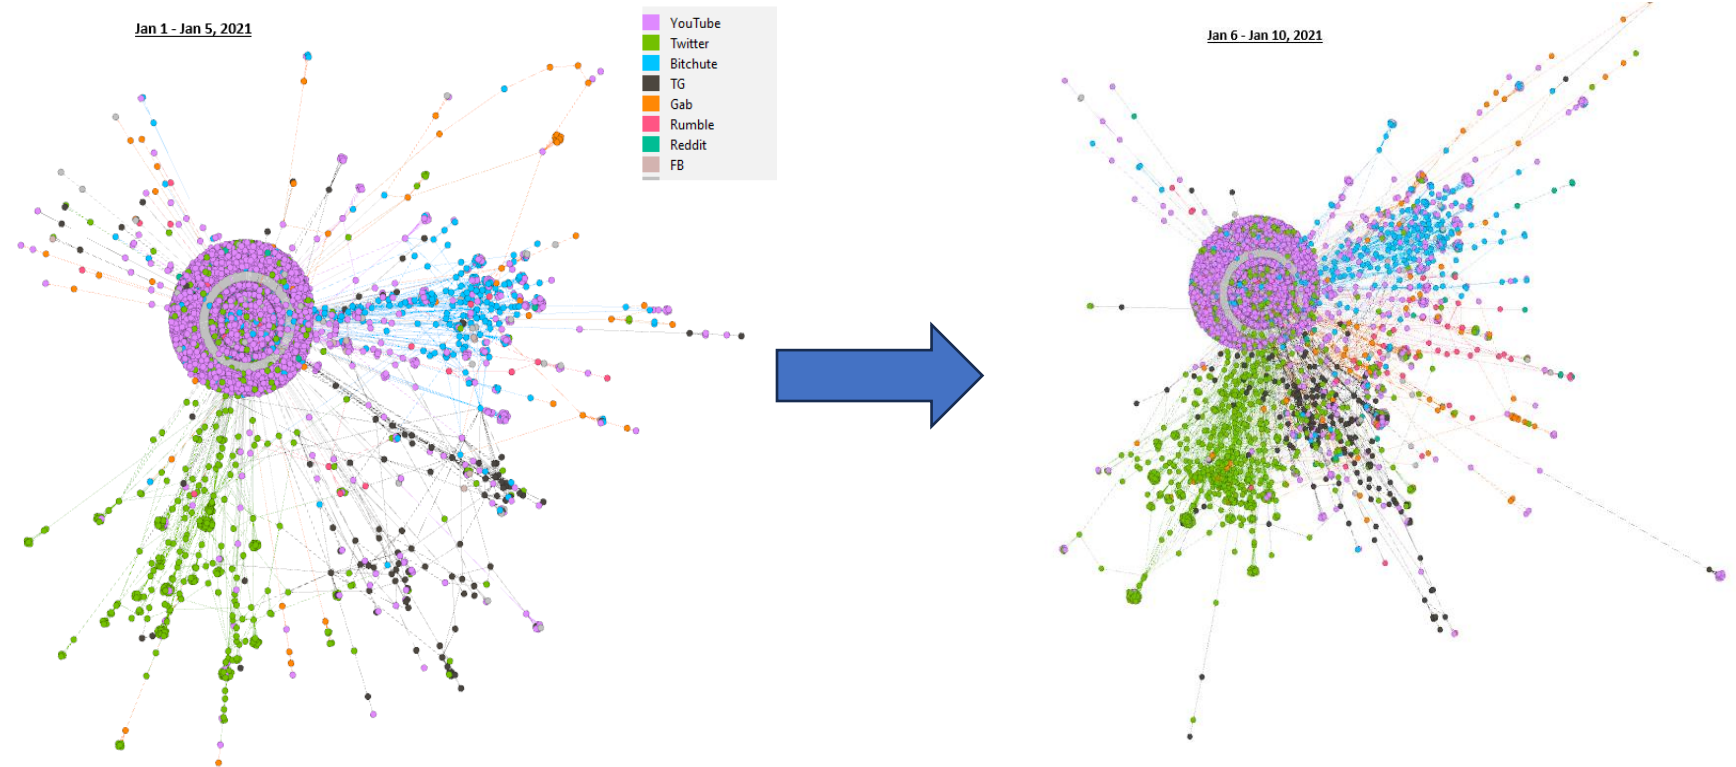 Jan 1 - Jan 5, 2021
YouTube
Twitter
Bitchute
TG
Gab
Rumble
Reddit
FB
Jan 6 - Jan 10, 2021